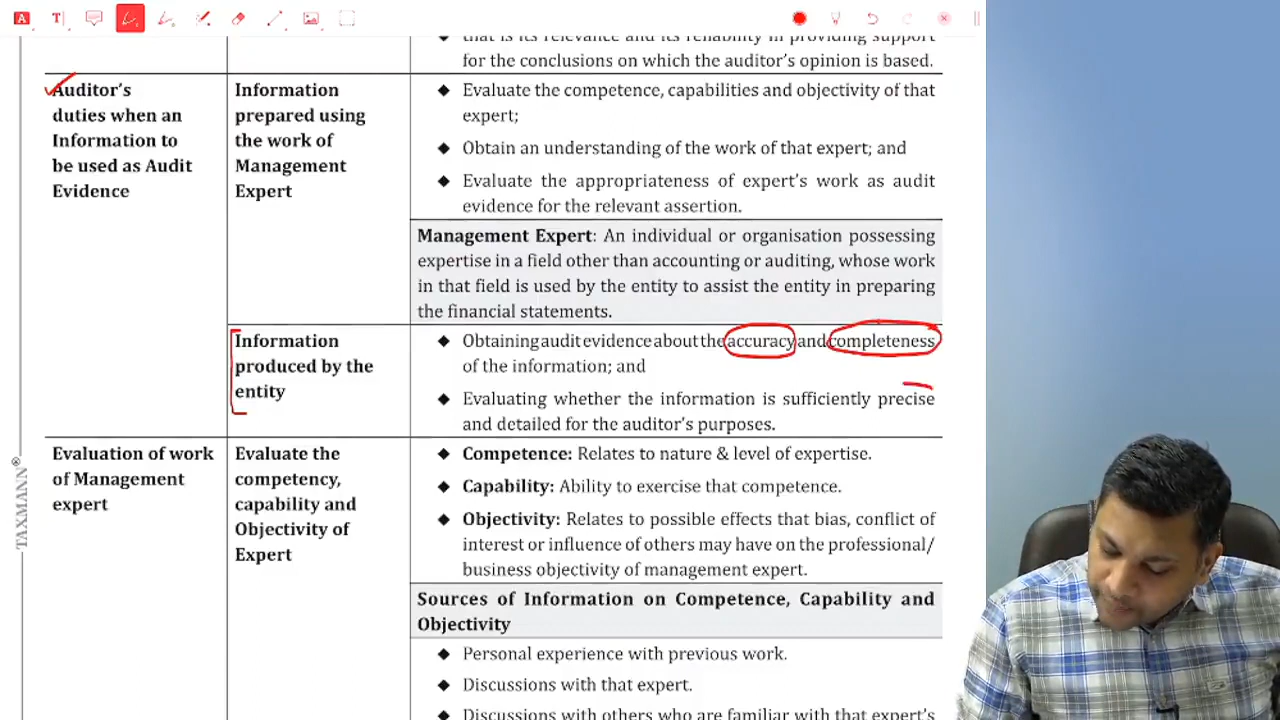 that is its relevance and its reliability in providing support
for the conclusions on which the auditor's opinion is based.
Auditor's
duties when an
Information to
be used as Audit
Evidence
Information
prepared using
the work of
Management
Expert
◆ Evaluate the competence, capabilities and objectivity of that
expert;
◆ Obtain an understanding of the work of that expert; and
◆ Evaluate the appropriateness of expert's work as audit
evidence for the relevant assertion.
Management Expert: An individual or organisation possessing
expertise in a field other than accounting or auditing, whose work
in that field is used by the entity to assist the entity in preparing
the financial statements.
Information
produced by the
entity
◆ Obtaining audit evidence about the accuracy and completeness
of the information; and
◆ Evaluating whether the information is sufficiently precise
and detailed for the auditor's purposes.
Evaluation of work
of Management
expert
Evaluate the
competency,
capability and
Objectivity of
Expert
◆ Competence: Relates to nature & level of expertise.
◆ Capability: Ability to exercise that competence.
◆ Objectivity: Relates to possible effects that bias, conflict of
interest or influence of others may have on the professional/
business objectivity of management expert.
Sources of Information on Competence, Capability and
Objectivity
◆ Personal experience with previous work.
◆ Discussions with that expert.
◆ Discussions with others who are familiar with that expert's
TAXMANN®